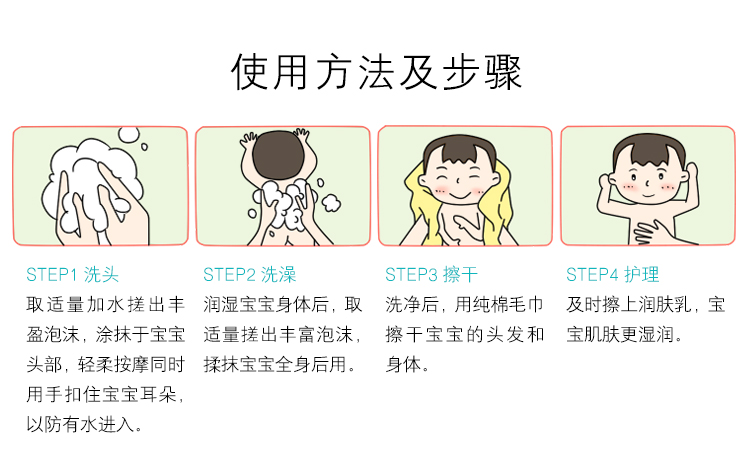 使用方法及步骤
STEP1 洗头
取适量加水搓出丰
盈泡沫，涂抹于宝宝
头部，轻柔按摩同时
用手扣住宝宝耳朵，
以防有水进入。
STEP2 洗澡
润湿宝宝身体后，取
适量搓出丰富泡沫，
揉抹宝宝全身后用。
STEP3 擦干
洗净后，用纯棉毛巾
擦干宝宝的头发和
身体。
STEP4 护理
及时擦上润肤乳，宝
宝肌肤更湿润。